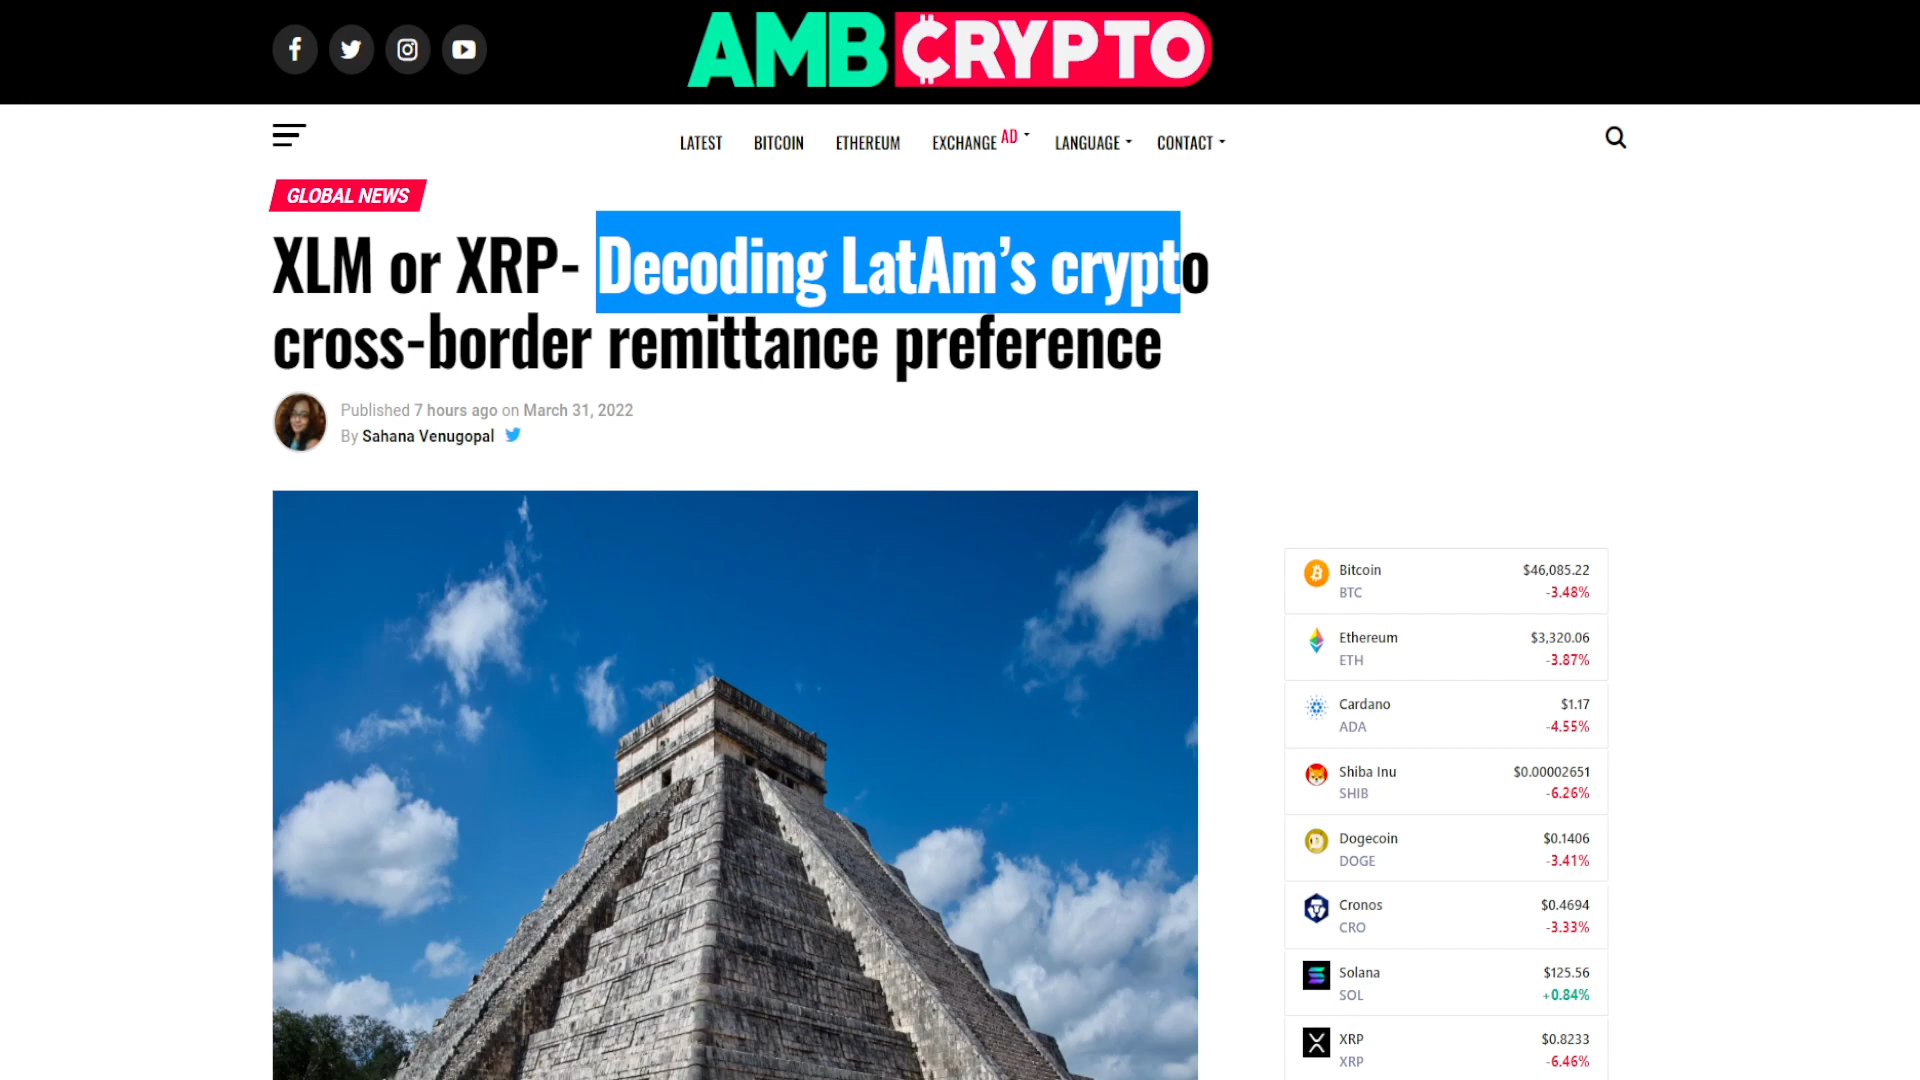 AMBCRYPTO
LATEST BITCOIN ETHEREUM EXCHANGE AD LANGUAGE CONTACT
GLOBAL NEWS
XLM or XRP- Decoding LatAm’s crypto
cross-border remittance preference
Published 7 hours ago on March 31, 2022
By Sahana Venugopal
Bitcoin $46,085.22
BTC -3.48%
Ethereum $3,320.06
ETH -3.87%
Cardano $1.17
ADA -4.55%
Shiba Inu $0.00002651
SHIB -6.26%
Dogecoin $0.1406
DOGE -3.41%
Cronos $0.4694
CRO -3.33%
Solana $125.56
SOL +0.84%
XRP $0.8233
XRP -6.46%